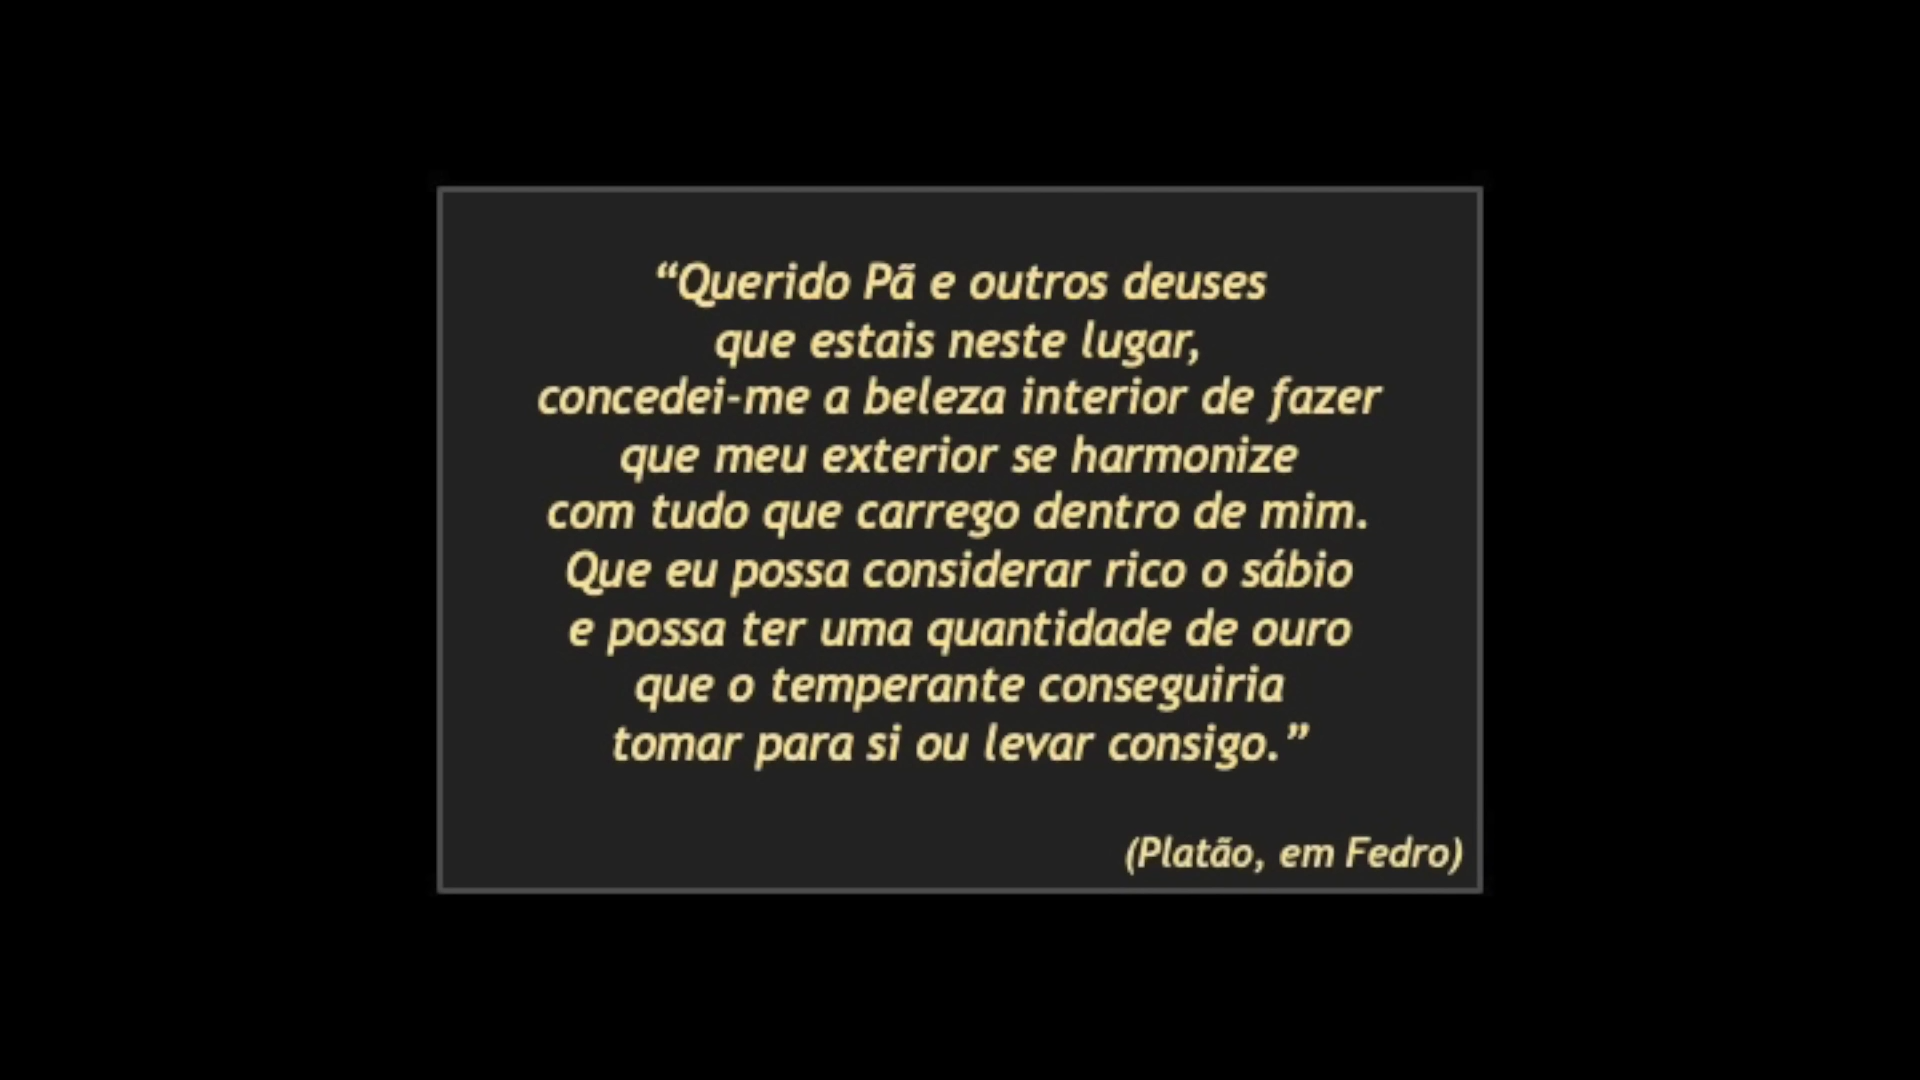 “Querido Pã e outros deuses
que estais neste lugar,
concedei-me a beleza interior de fazer
que meu exterior se harmonize
com tudo que carrego dentro de mim.
Que eu possa considerar rico o sábio
e possa ter uma quantidade de ouro
que o temperante conseguiria
tomar para si ou levar consigo.”
(Platão, em Fedro)